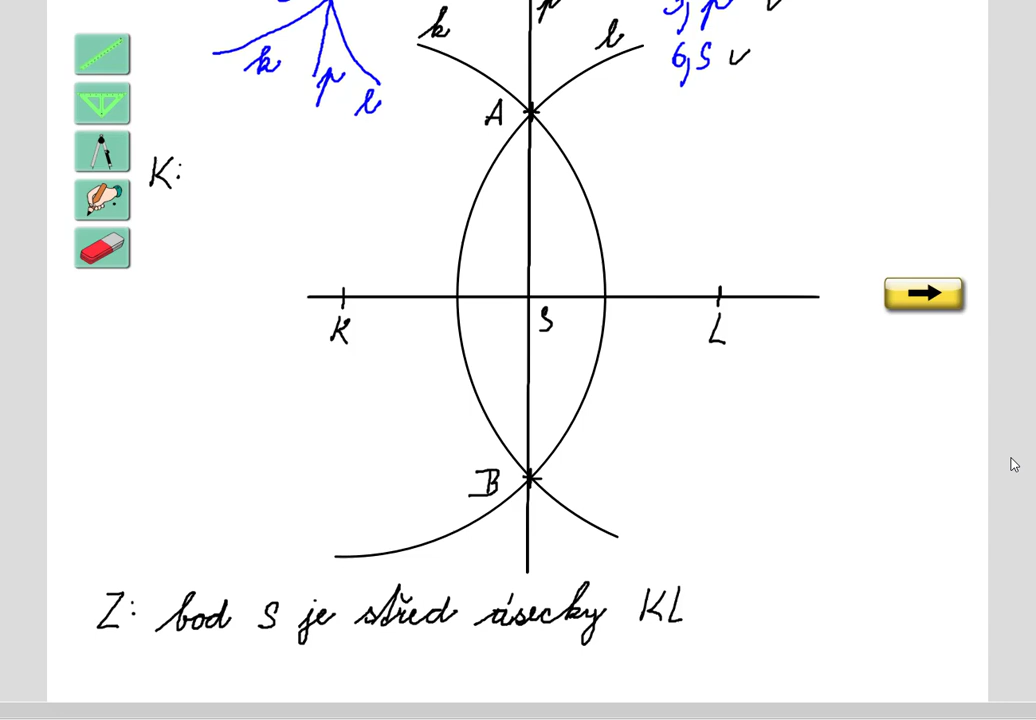 k p l
k p l
6, S ✓
A
K:
K S L
B
Z: bod S je střed úsečky KL